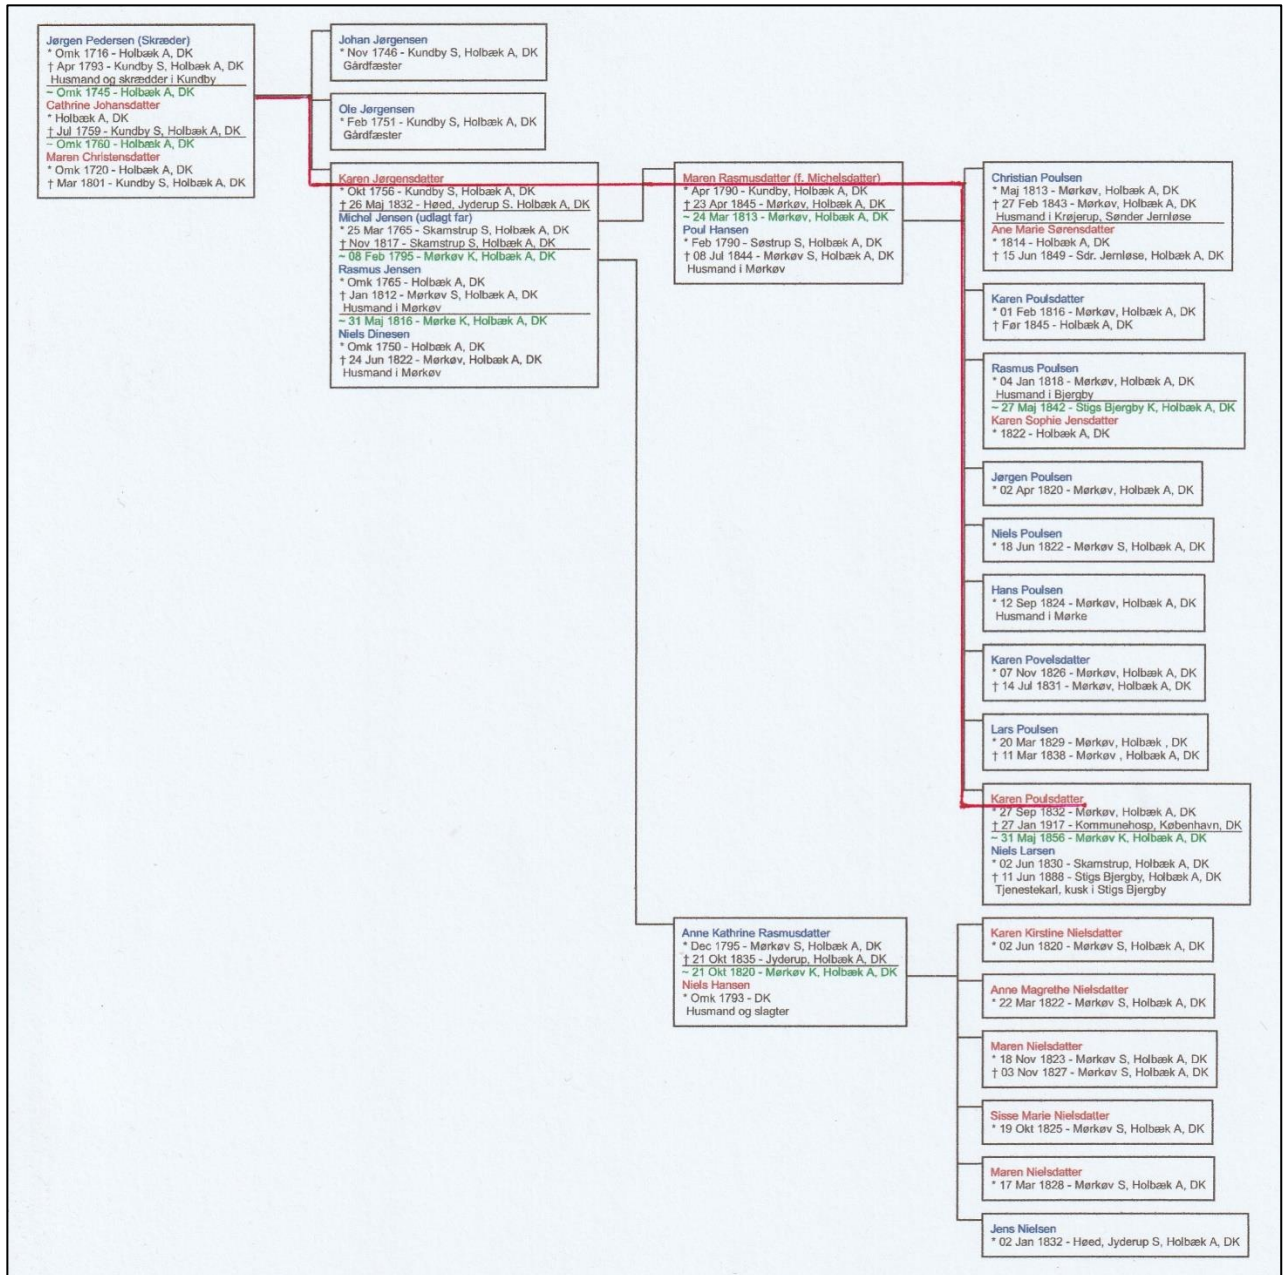 Jørgen Pedersen (Skræder)
* Omk 1716 - Holbæk A, DK
† Apr 1793 - Kundby S, Holbæk A, DK
Husmand og skrædder i Kundby
~ Omk 1745 - Holbæk A, DK
Cathrine Johansdatter
* Holbæk A, DK
† Jul 1759 - Kundby S, Holbæk A, DK
~ Omk 1760 - Holbæk A, DK
Maren Christensdatter
* Omk 1720 - Holbæk A, DK
† Mar 1801 - Kundby S, Holbæk A, DK
Johan Jørgensen
* Nov 1746 - Kundby S, Holbæk A, DK
Gårdfæster
Ole Jørgensen
* Feb 1751 - Kundby S, Holbæk A, DK
Gårdfæster
Karen Jørgensdatter
* Okt 1756 - Kundby S, Holbæk A, DK
† 26 Maj 1832 - Høed, Jyderup S. Holbæk A, DK
Michel Jensen (udlagt far)
* 25 Mar 1765 - Skamstrup S, Holbæk A, DK
† Nov 1817 - Skamstrup S, Holbæk A, DK
~ 08 Feb 1795 - Mørkøv K, Holbæk A, DK
Rasmus Jensen
* Omk 1765 - Holbæk A, DK
† Jan 1812 - Mørkøv S, Holbæk A, DK
Husmand i Mørkøv
~ 31 Maj 1816 - Mørke K, Holbæk A, DK
Niels Dinesen
* Omk 1750 - Holbæk A, DK
† 24 Jun 1822 - Mørkøv, Holbæk A, DK
Husmand i Mørkøv
Maren Rasmusdatter (f. Michelsdatter)
* Apr 1790 - Kundby, Holbæk A, DK
† 23 Apr 1845 - Mørkøv, Holbæk A, DK
~ 24 Mar 1813 - Mørkøv, Holbæk A, DK
Poul Hansen
* Feb 1790 - Søstrup S, Holbæk A, DK
† 08 Jul 1844 - Mørkøv S, Holbæk A, DK
Husmand i Mørkøv
Christian Poulsen
* Maj 1813 - Mørkøv, Holbæk A, DK
† 27 Feb 1843 - Mørkøv, Holbæk A, DK
Husmand i Krøjerup, Sønder Jernløse
Ane Marie Sørensdatter
* 1814 - Holbæk A, DK
† 15 Jun 1849 - Sdr. Jernløse, Holbæk A, DK
Karen Poulsdatter
* 01 Feb 1816 - Mørkøv, Holbæk A, DK
† Før 1845 - Holbæk A, DK
Rasmus Poulsen
* 04 Jan 1818 - Mørkøv, Holbæk A, DK
Husmand i Bjergby
~ 27 Maj 1842 - Stigs Bjergby K, Holbæk A, DK
Karen Sophie Jensdatter
* 1822 - Holbæk A, DK
Jørgen Poulsen
* 02 Apr 1820 - Mørkøv, Holbæk A, DK
Niels Poulsen
* 18 Jun 1822 - Mørkøv S, Holbæk A, DK
Hans Poulsen
* 12 Sep 1824 - Mørkøv, Holbæk A, DK
Husmand i Mørke
Karen Povelsdatter
* 07 Nov 1826 - Mørkøv, Holbæk A, DK
† 14 Jul 1831 - Mørkøv, Holbæk A, DK
Lars Poulsen
* 20 Mar 1829 - Mørkøv, Holbæk , DK
† 11 Mar 1838 - Mørkøv , Holbæk A, DK
Karen Poulsdatter
* 27 Sep 1832 - Mørkøv, Holbæk A, DK
† 27 Jan 1917 - Kommunehosp, København, DK
~ 31 Maj 1856 - Mørkøv K, Holbæk A, DK
Niels Larsen
* 02 Jun 1830 - Skamstrup, Holbæk A, DK
† 11 Jun 1888 - Stigs Bjergby, Holbæk A, DK
Tjenestekarl, kusk i Stigs Bjergby
Anne Kathrine Rasmusdatter
* Dec 1795 - Mørkøv S, Holbæk A, DK
† 21 Okt 1835 - Jyderup, Holbæk A, DK
~ 21 Okt 1820 - Mørkøv K, Holbæk A, DK
Niels Hansen
* Omk 1793 - DK
Husmand og slagter
Karen Kirstine Nielsdatter
* 02 Jun 1820 - Mørkøv S, Holbæk A, DK
Anne Magrethe Nielsdatter
* 22 Mar 1822 - Mørkøv S, Holbæk A, DK
Maren Nielsdatter
* 18 Nov 1823 - Mørkøv S, Holbæk A, DK
† 03 Nov 1827 - Mørkøv S, Holbæk A, DK
Sisse Marie Nielsdatter
* 19 Okt 1825 - Mørkøv S, Holbæk A, DK
Maren Nielsdatter
* 17 Mar 1828 - Mørkøv S, Holbæk A, DK
Jens Nielsen
* 02 Jan 1832 - Høed, Jyderup S, Holbæk A, DK